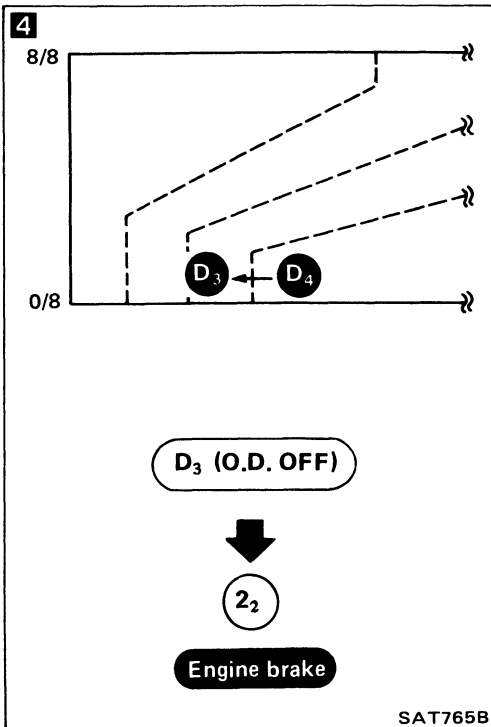 4
8/8
D₃ D₄
0/8
D₃ (O.D. OFF)
2₂
Engine brake
SAT765B